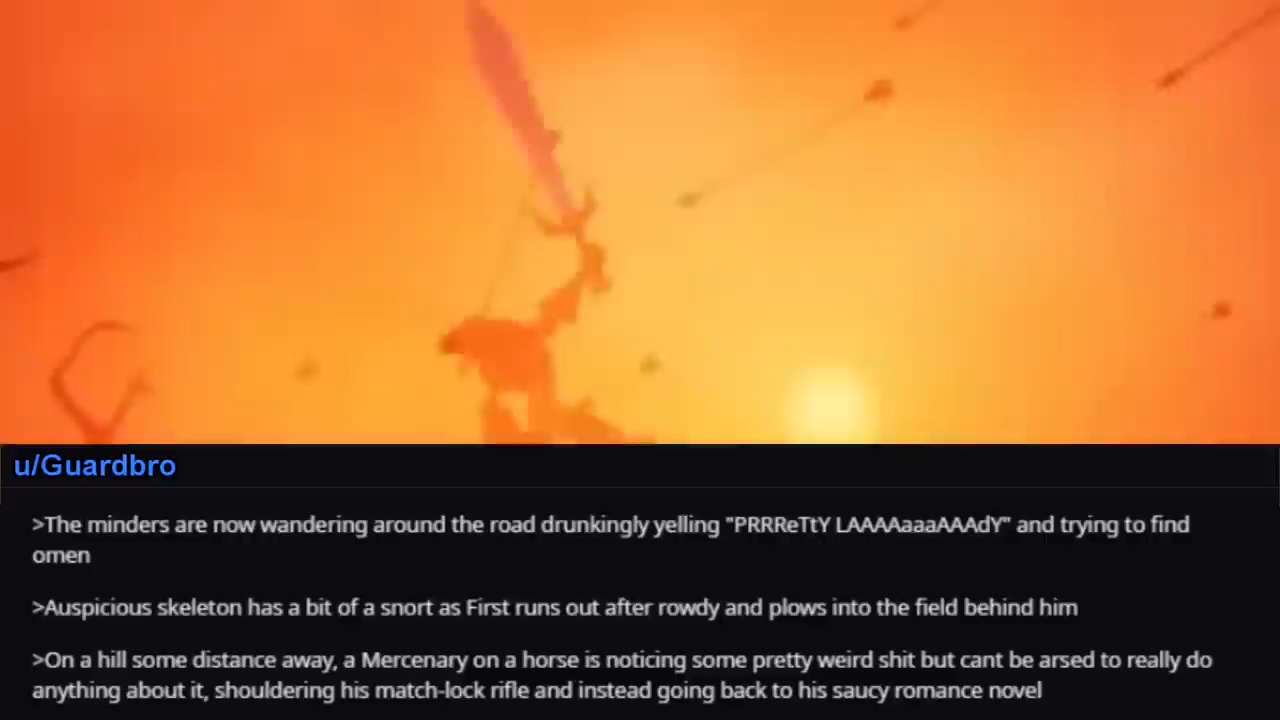 u/Guardbro
>The minders are now wandering around the road drunkingly yelling "PRRReTtY LAAAAaaaAAAdY" and trying to find
omen
>Auspicious skeleton has a bit of a snort as First runs out after rowdy and plows into the field behind him
>On a hill some distance away, a Mercenary on a horse is noticing some pretty weird shit but cant be arsed to really do
anything about it, shouldering his match-lock rifle and instead going back to his saucy romance novel